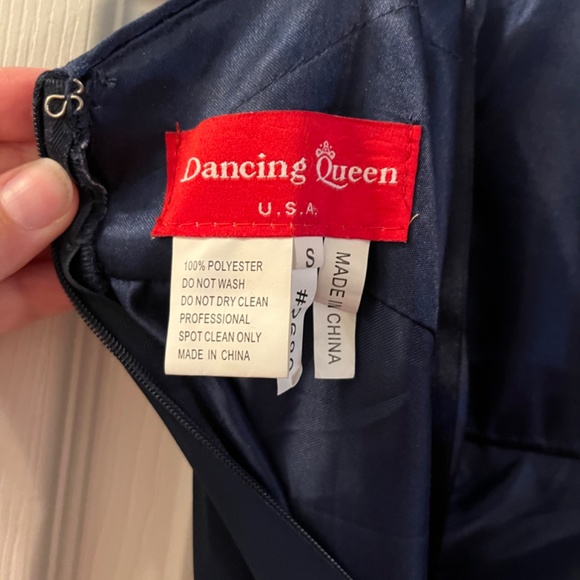 Dancing Queen
U.S.A.
100% POLYESTER
DO NOT WASH
DO NOT DRY CLEAN
PROFESSIONAL
SPOT CLEAN ONLY
MADE IN CHINA
S
MADE IN CHINA